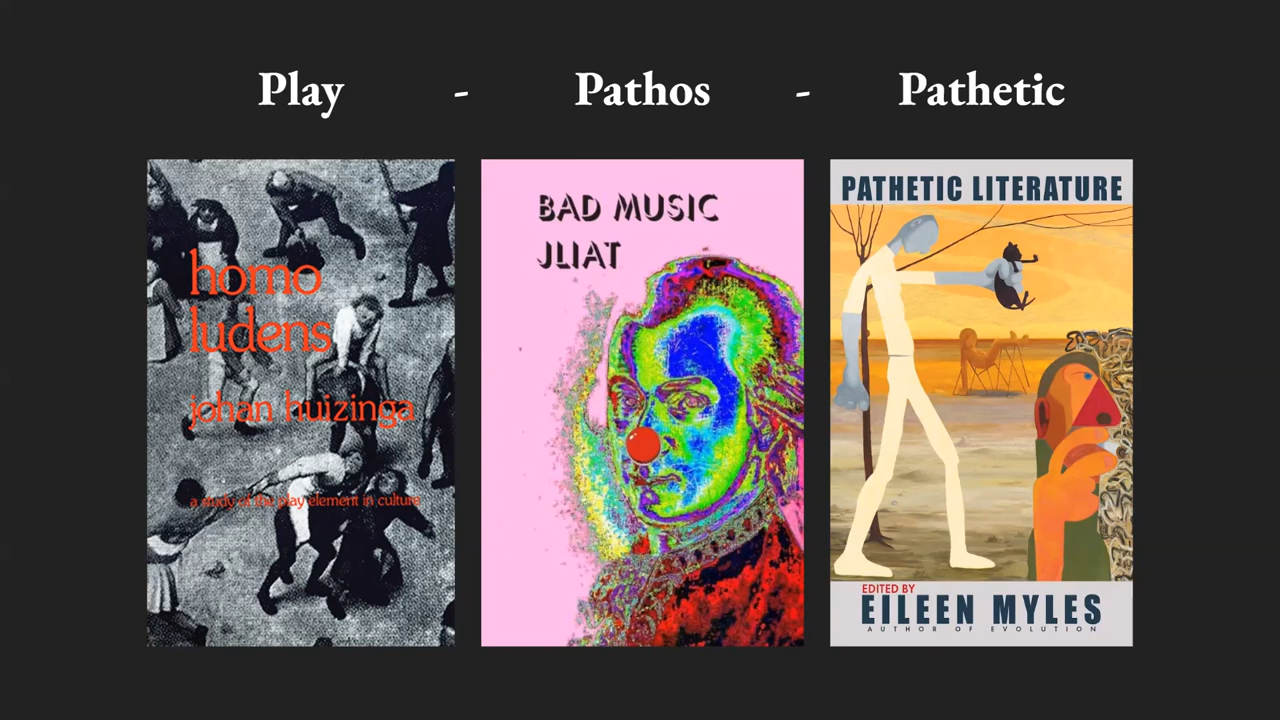 Play - Pathos - Pathetic
homo
ludens
johan huizinga
a study of the play element in culture
BAD MUSIC
JLIAT
PATHETIC LITERATURE
EDITED BY
EILEEN MYLES
AUTHOR OF EVOLUTION